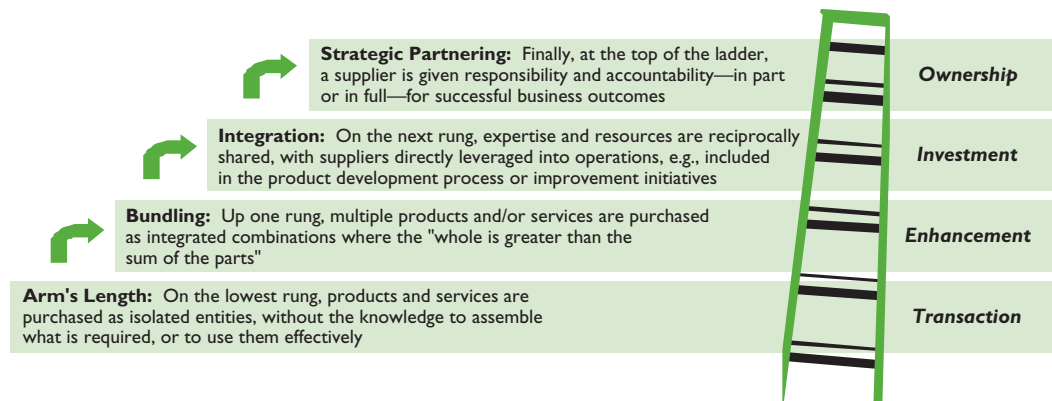 Strategic Partnering: Finally, at the top of the ladder,
a supplier is given responsibility and accountability—in part
or in full—for successful business outcomes
Ownership
Integration: On the next rung, expertise and resources are reciprocally
shared, with suppliers directly leveraged into operations, e.g., included
in the product development process or improvement initiatives
Investment
Bundling: Up one rung, multiple products and/or services are purchased
as integrated combinations where the "whole is greater than the
sum of the parts"
Enhancement
Arm's Length: On the lowest rung, products and services are
purchased as isolated entities, without the knowledge to assemble
what is required, or to use them effectively
Transaction